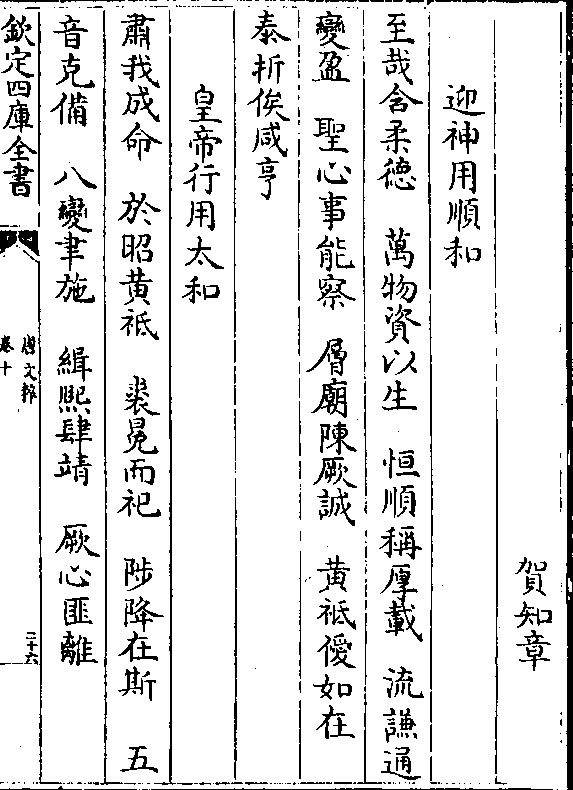 賀知章
迎神用順和
至哉含柔德　萬物資以生　恒順稱厚載　流謙通
變盈　聖心事能察　層廟陳厥誠　黃祗僾如在
泰折俟咸亨
皇帝行用太和
肅我成命　於昭黃祗　裘冕而祀　陟降在斯　五
音克備　八變聿施　緝熙肆靖　厥心匪離
欽定四庫全書
唐文粹
卷十
二十六